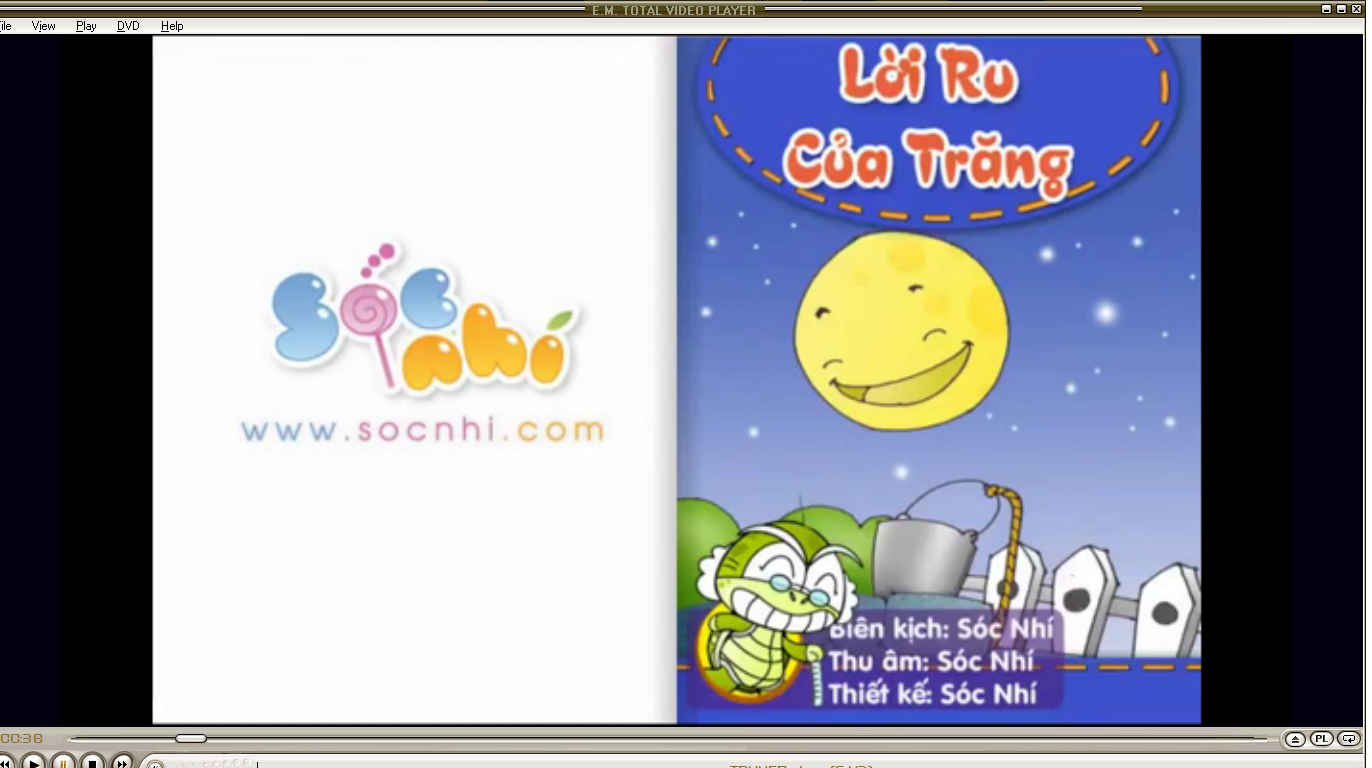 E.M. TOTAL VIDEO PLAYER
ile View Play DVD Help
Lời Ru
Của Trăng
Sóc nhí
www.socnhi.com
Biên kịch: Sóc Nhí
Thu âm: Sóc Nhí
Thiết kế: Sóc Nhí
00:38
PL